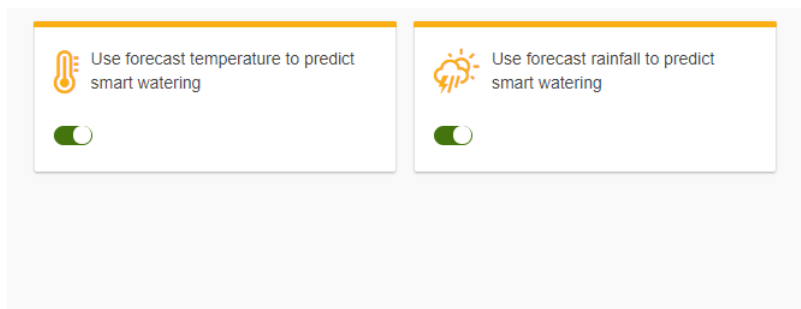 Use forecast temperature to predict
smart watering
Use forecast rainfall to predict
smart watering